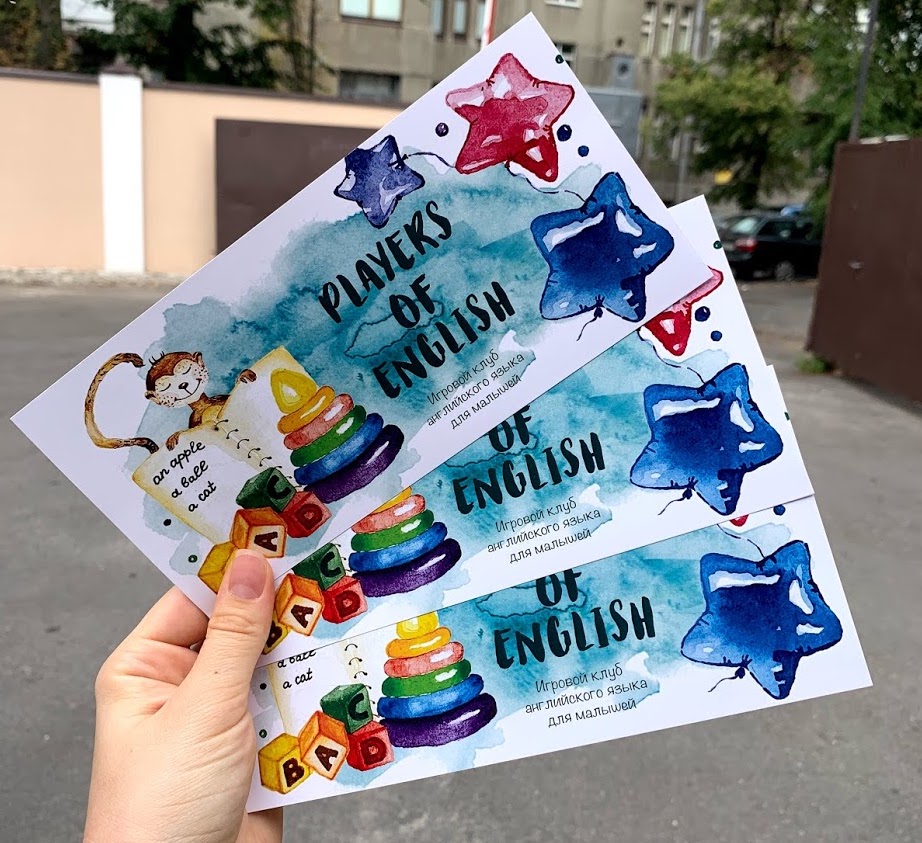 PLAYERS
OF
ENGLISH
Игровой клуб
английского языка
для малышей
an apple
a ball
a cat
C
A
D
OF
ENGLISH
Игровой клуб
английского языка
для малышей
C
B
A
D
OF
ENGLISH
Игровой клуб
английского языка
для малышей
a ball
a cat
C
B
A
D